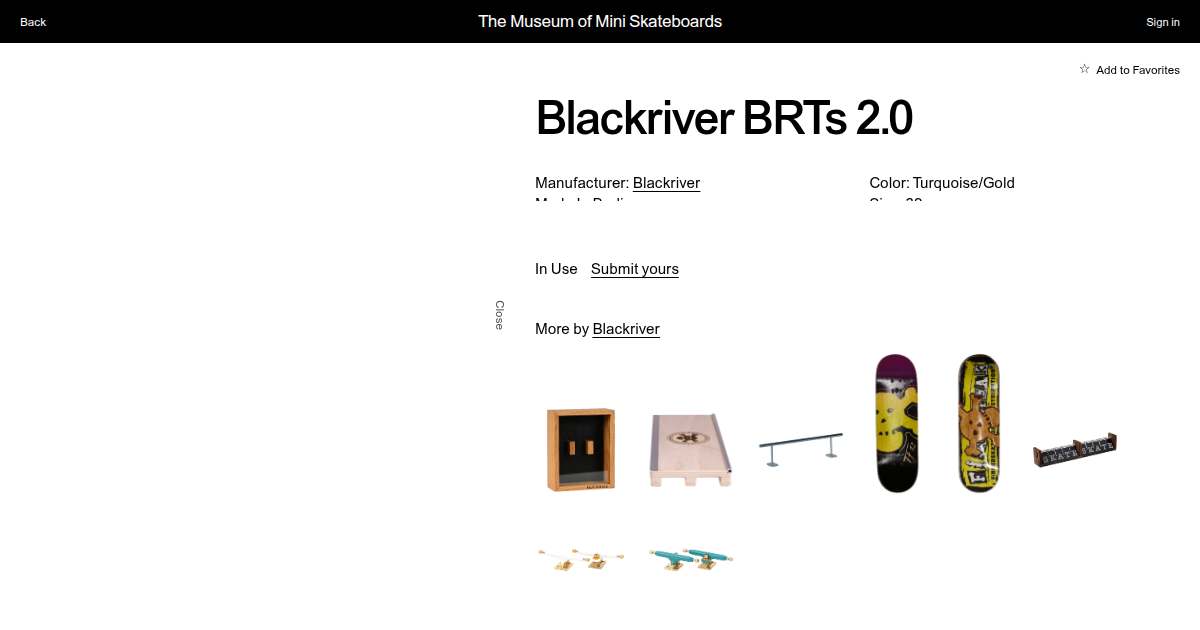 Back
The Museum of Mini Skateboards
Sign in
☆ Add to Favorites
Blackriver BRTs 2.0
Manufacturer: Blackriver
Color: Turquoise/Gold
In Use Submit yours
Close
More by Blackriver